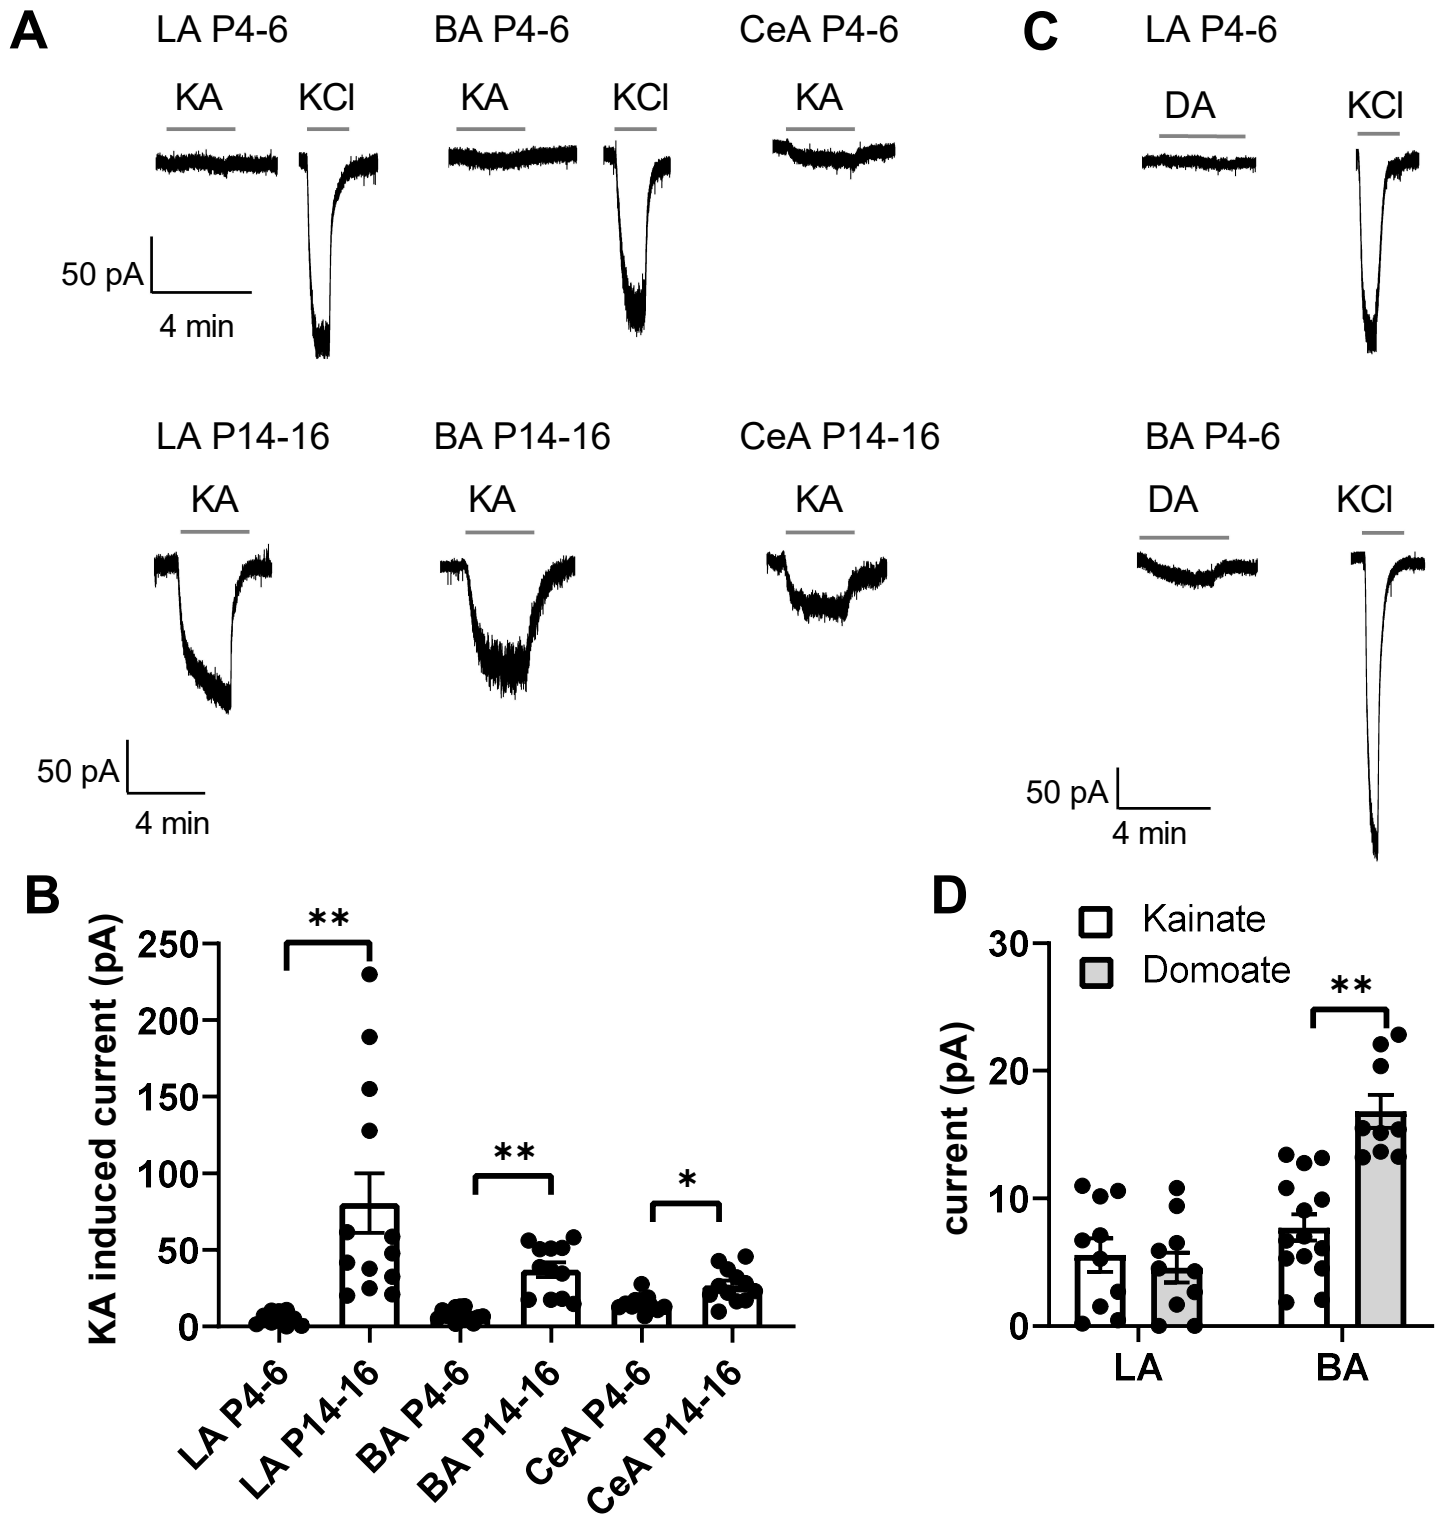 A
LA P4-6
BA P4-6
CeA P4-6
KA
KCl
KA
KCl
KA
50 pA
4 min
LA P14-16
BA P14-16
CeA P14-16
KA
KA
KA
50 pA
4 min
C
LA P4-6
DA
KCl
BA P4-6
DA
KCl
50 pA
4 min
B
KA induced current (pA)
250
200
150
100
50
0
**
**
*
LA P4-6
LA P14-16
BA P4-6
BA P14-16
CeA P4-6
CeA P14-16
D
Kainate
Domoate
current (pA)
30
20
10
0
**
LA
BA